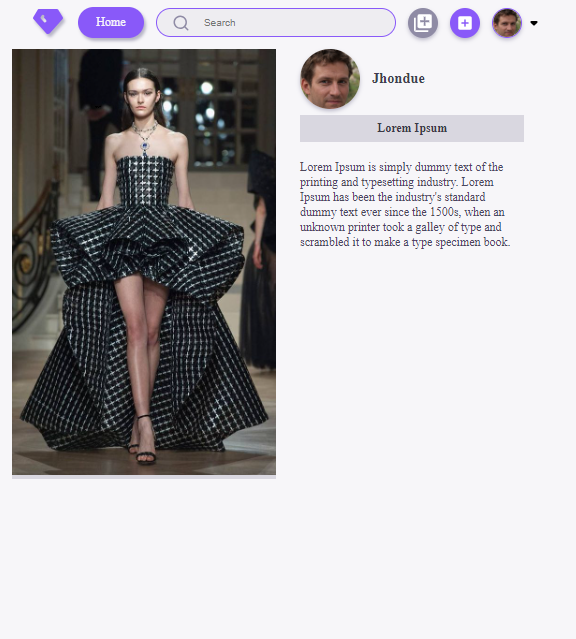 Home
Search
Jhondue
Lorem Ipsum
Lorem Ipsum is simply dummy text of the
printing and typesetting industry. Lorem
Ipsum has been the industry's standard
dummy text ever since the 1500s, when an
unknown printer took a galley of type and
scrambled it to make a type specimen book.